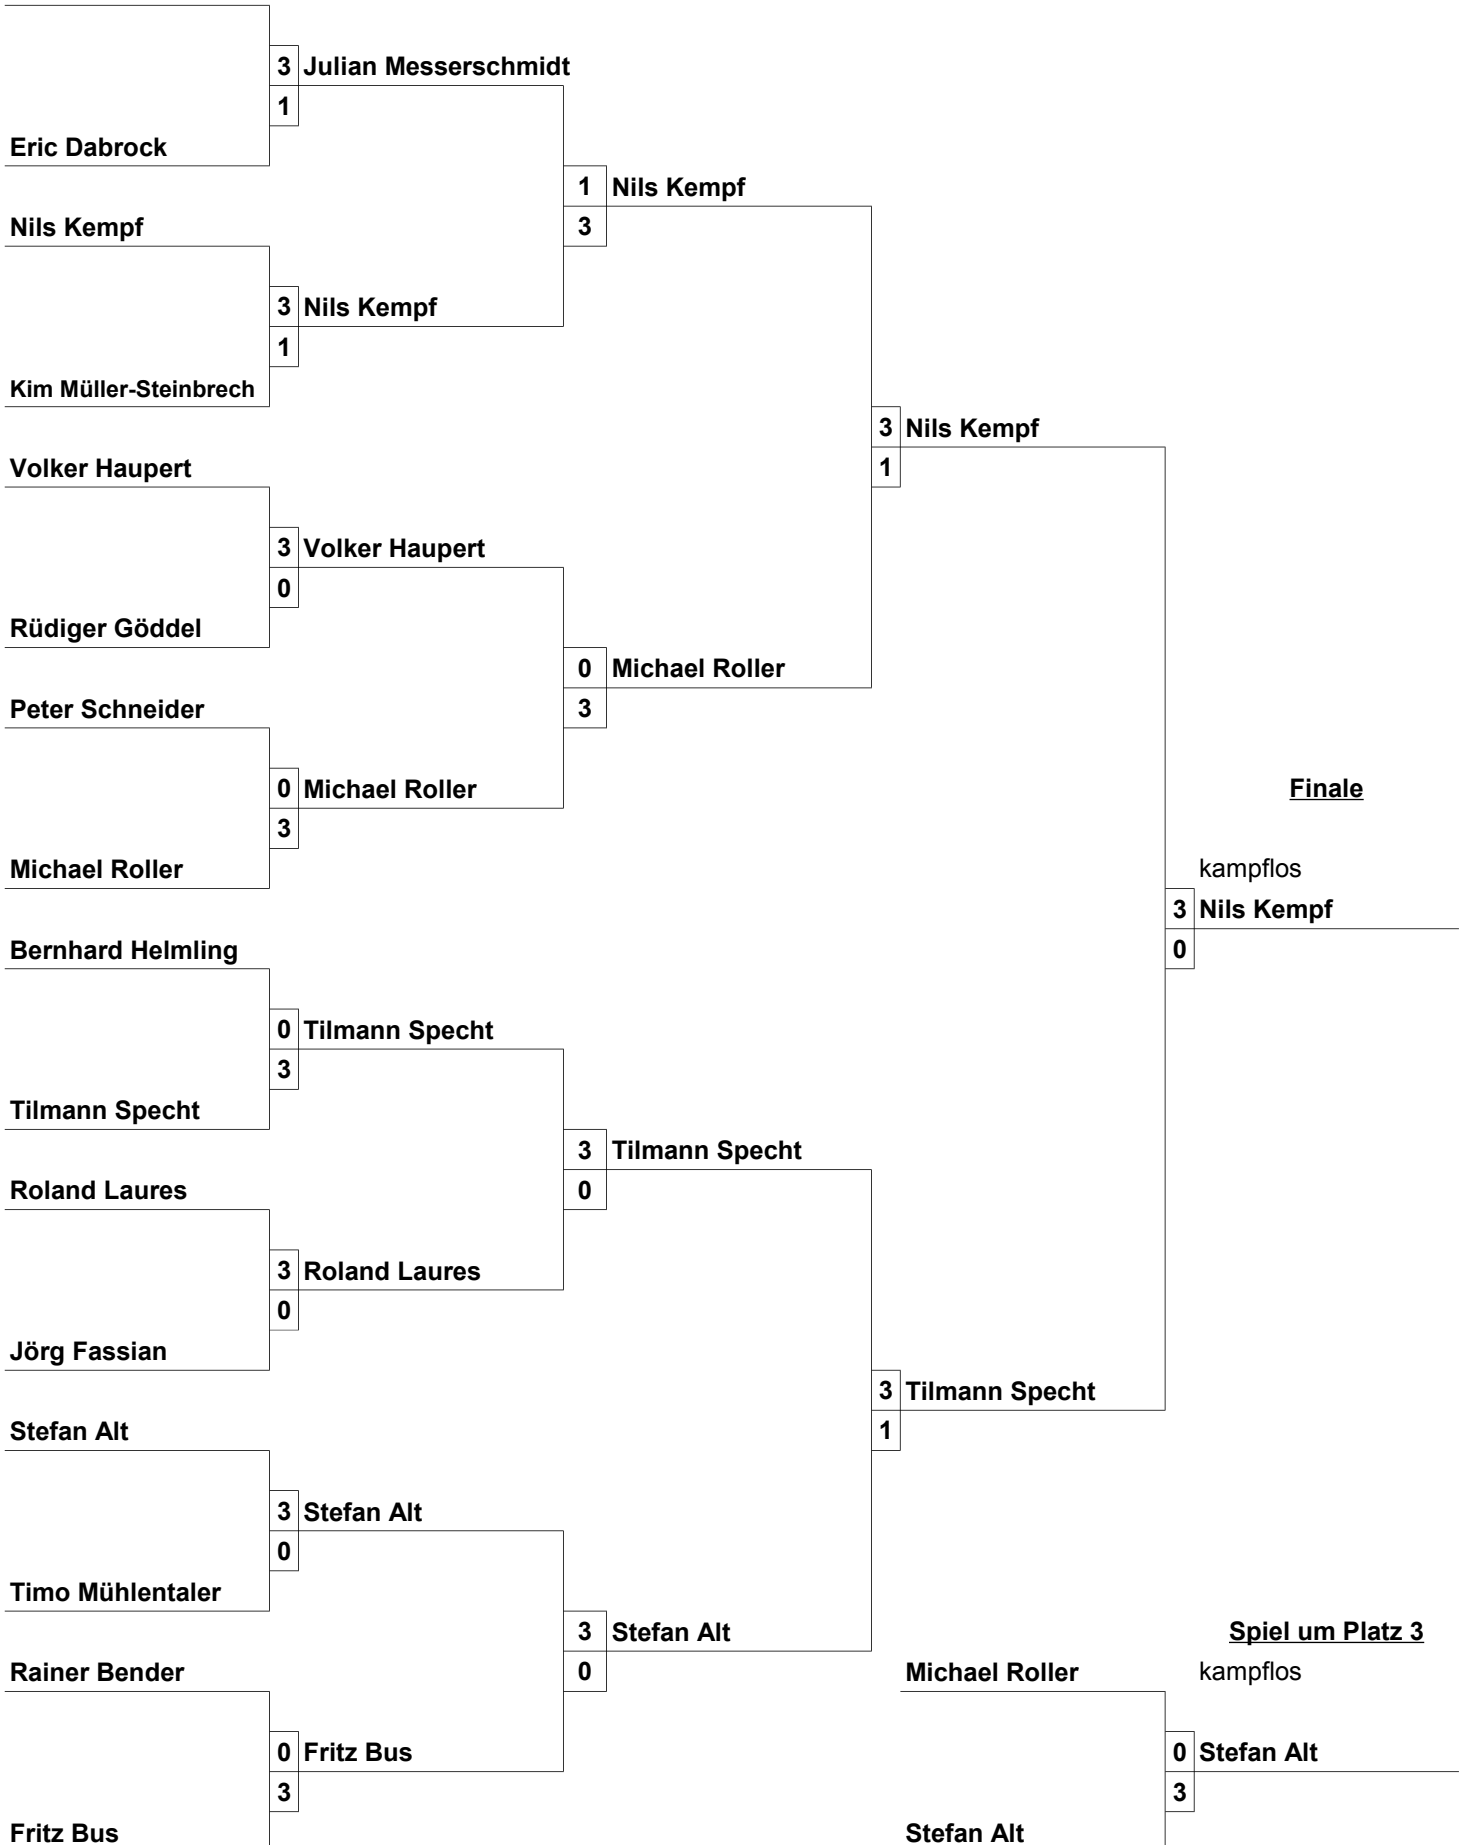 3 Julian Messerschmidt
1
Eric Dabrock
1 Nils Kempf
Nils Kempf
3
3 Nils Kempf
1
Kim Müller-Steinbrech
3 Nils Kempf
Volker Haupert
1
3 Volker Haupert
0
Rüdiger Göddel
0 Michael Roller
Peter Schneider
3
0 Michael Roller
Finale
3
Michael Roller
kampflos
3 Nils Kempf
Bernhard Helmling
0
0 Tilmann Specht
3
Tilmann Specht
3 Tilmann Specht
Roland Laures
0
3 Roland Laures
0
Jörg Fassian
3 Tilmann Specht
Stefan Alt
1
3 Stefan Alt
0
Timo Mühlentaler
3 Stefan Alt
Spiel um Platz 3
Rainer Bender
0
Michael Roller
kampflos
0 Fritz Bus
0 Stefan Alt
3
3
Fritz Bus
Stefan Alt